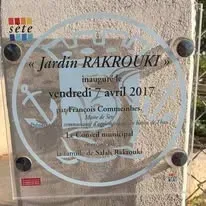 sète
« Jardin RAKROUKI »
inauguré le
vendredi 7 avril 2017
par François Commeinhes,
Maire de Sète
Le Conseil municipal
la famille de Salah Rakrouki